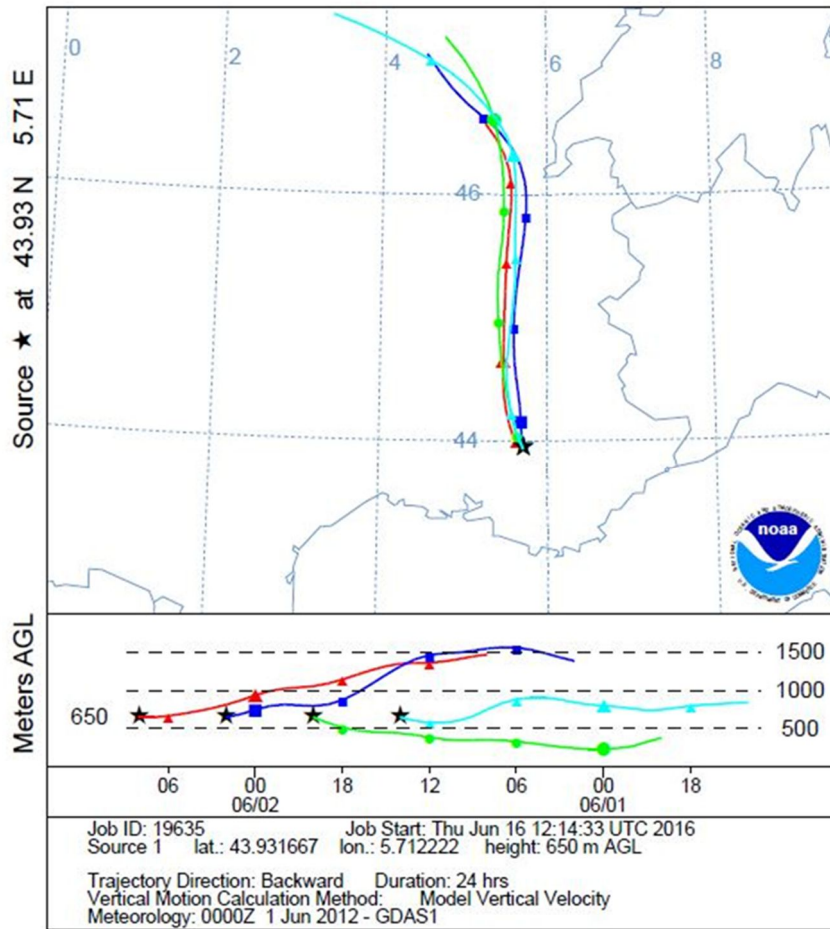 Source ★ at 43.93 N 5.71 E
0
2
4
6
8
46
44
noaa
Meters AGL
650
1500
1000
500
06 00 18 12 06 00 18
06/02 06/01
Job ID: 19635 Job Start: Thu Jun 16 12:14:33 UTC 2016
Source 1 lat.: 43.931667 lon.: 5.712222 height: 650 m AGL
Trajectory Direction: Backward Duration: 24 hrs
Vertical Motion Calculation Method: Model Vertical Velocity
Meteorology: 0000Z 1 Jun 2012 - GDAS1